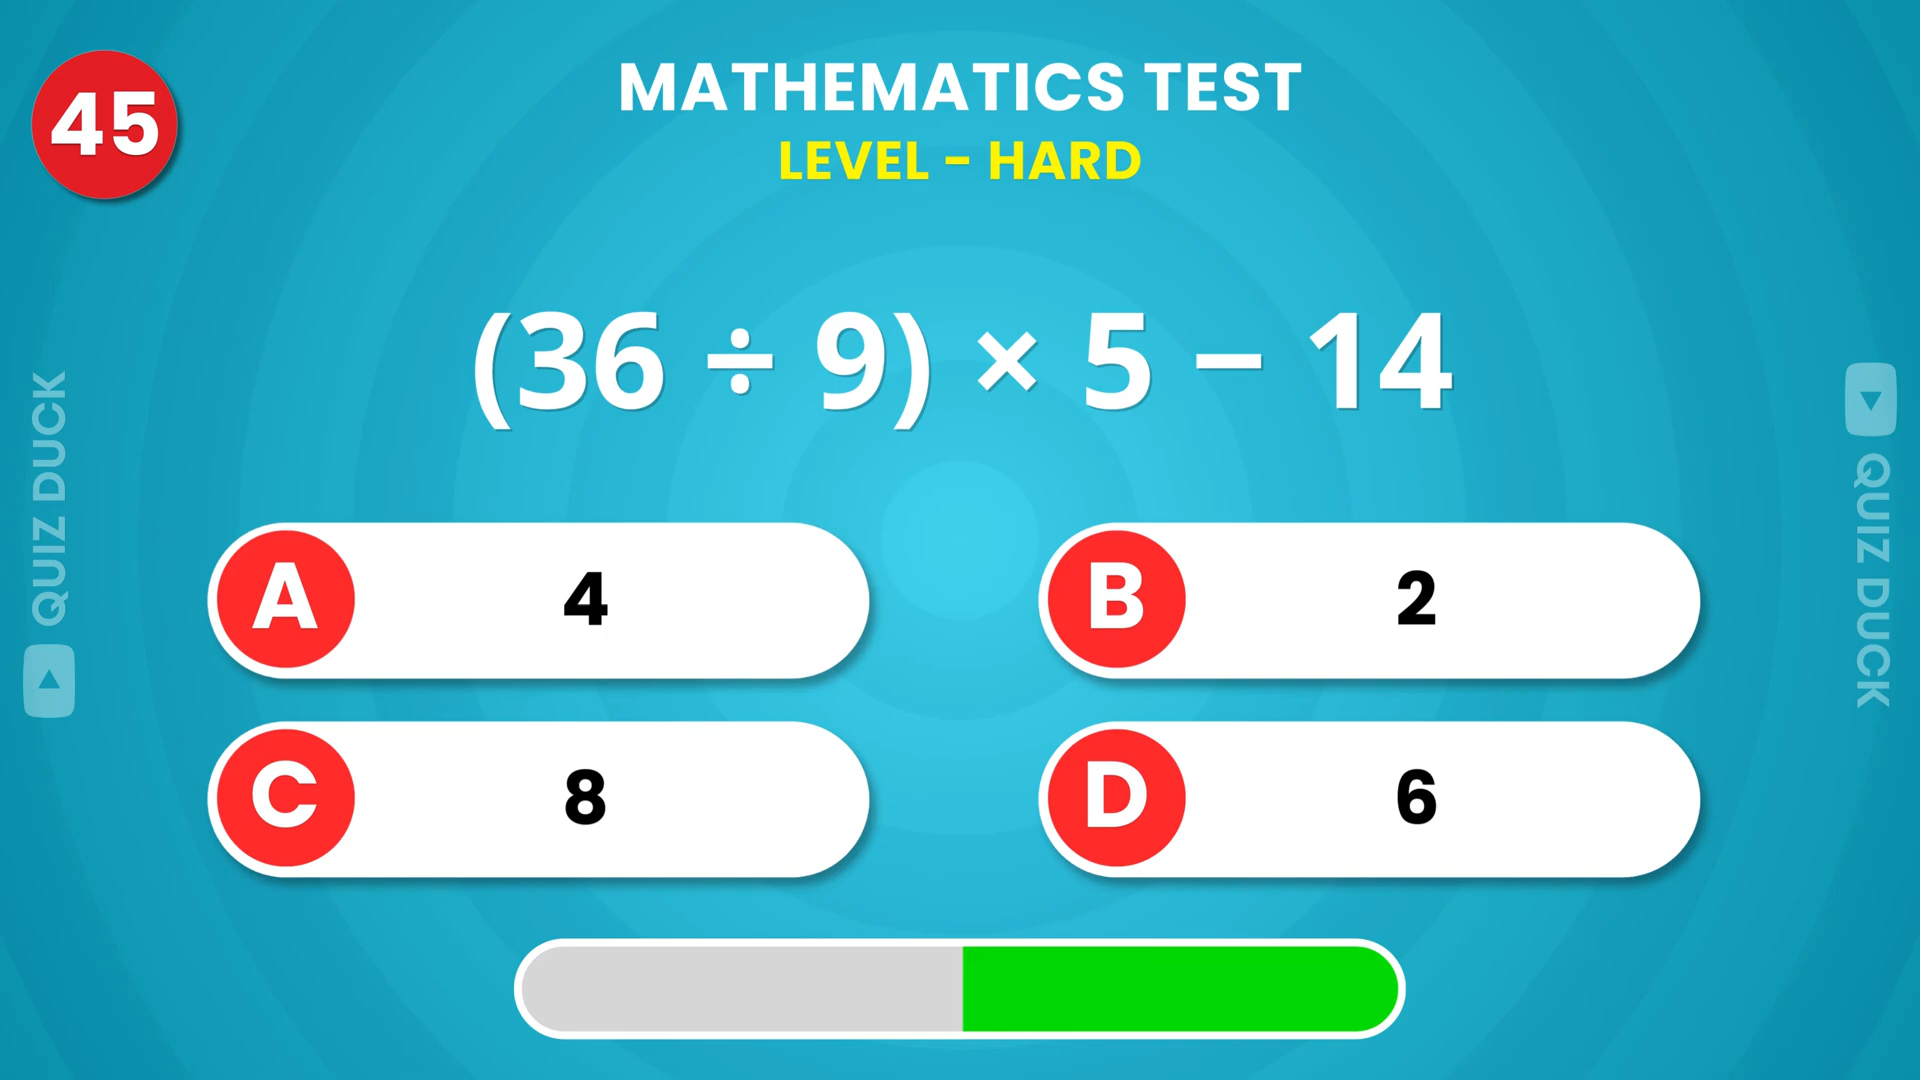 45
MATHEMATICS TEST
LEVEL - HARD
(36 ÷ 9) × 5 − 14
A 4
B 2
C 8
D 6
QUIZ DUCK
QUIZ DUCK